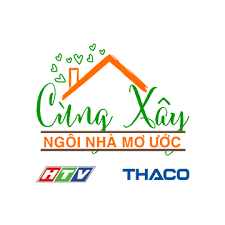 Cùng Xây
NGÔI NHÀ MƠ ƯỚC
HTV THACO